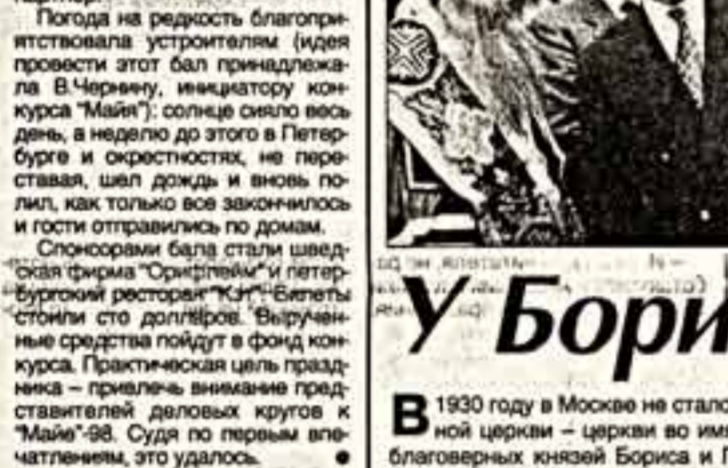 Погода на редкость благопри-
ятствовала устроителям (идея
провести этот бал принадлежа-
ла В.Чернину, инициатору кон-
курса "Майя"): солнце сияло весь
день, а неделю до этого в Петер-
бурге и окрестностях, не пере-
ставая, шел дождь и вновь по-
лил, как только все закончилось
и гости отправились по домам.
Спонсорами бала стали швед-
ская фирма "Орифлейм" и петер-
бургский ресторан "Кэт". Билеты
стоили сто долларов. Выручен-
ные средства пойдут в фонд кон-
курса. Практическая цель празд-
ника – привлечь внимание пред-
ставителей деловых кругов к
"Майе"-98. Судя по первым впе-
чатлениям, это удалось.
У Бори
В 1930 году в Москве не стало
ной церкви – церкви во имя
благоверных князей Бориса и